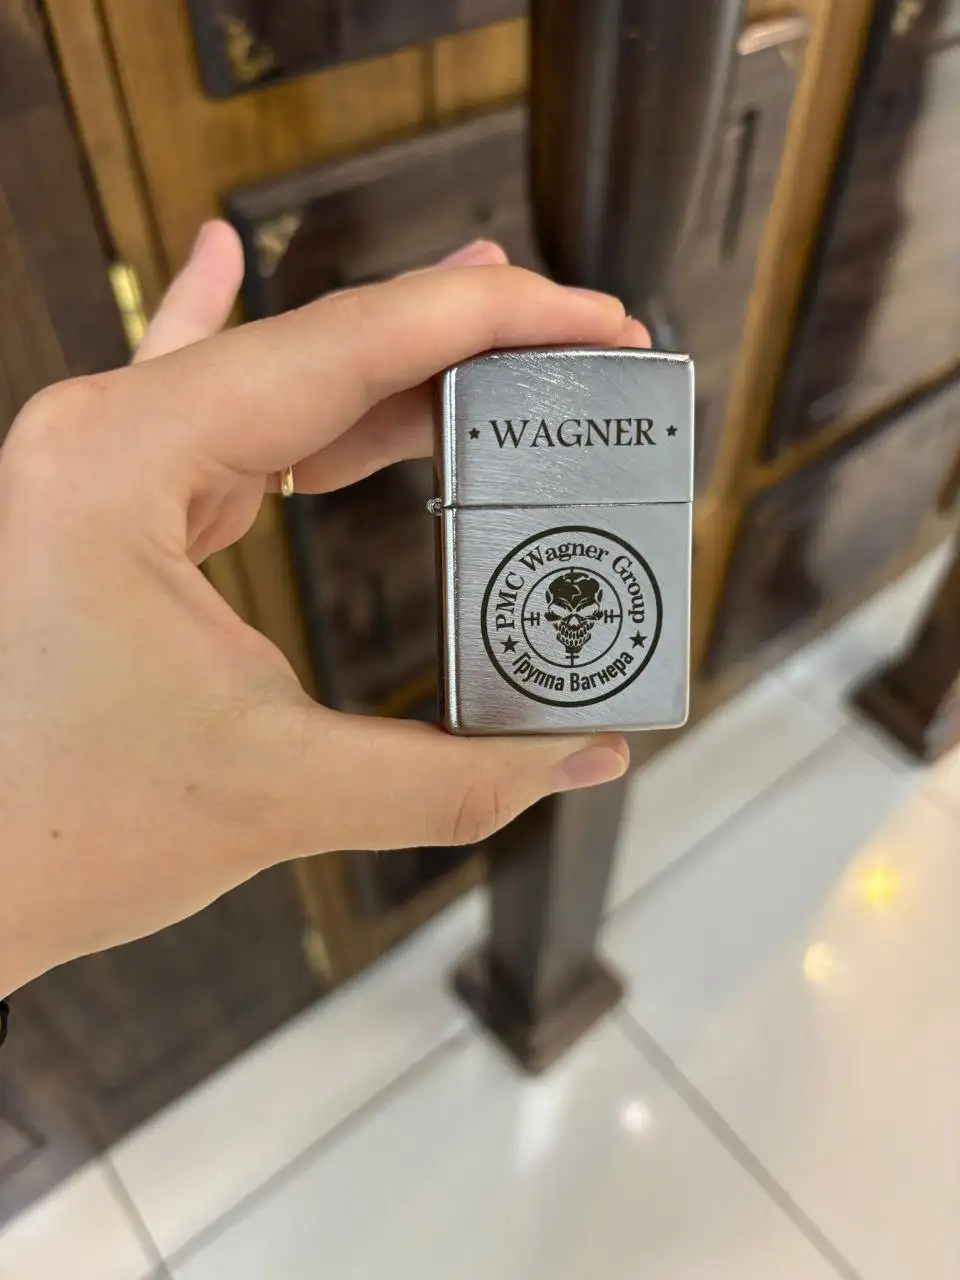 ★ WAGNER ★
PMC Wagner Group
★ Группа Вагнера ★